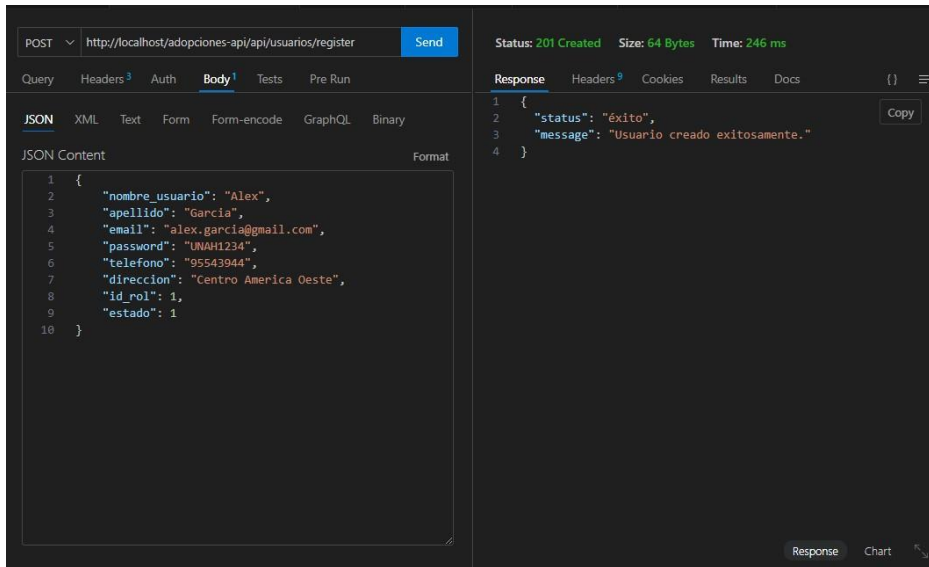 POST http://localhost/adopciones-api/api/usuarios/register Send
Query Headers 3 Auth Body 1 Tests Pre Run
JSON XML Text Form Form-encode GraphQL Binary
JSON Content Format
1 {
2 "nombre_usuario": "Alex",
3 "apellido": "Garcia",
4 "email": "alex.garcia@gmail.com",
5 "password": "UNAH1234",
6 "telefono": "95543944",
7 "direccion": "Centro America Oeste",
8 "id_rol": 1,
9 "estado": 1
10 }
Status: 201 Created Size: 64 Bytes Time: 246 ms
Response Headers 9 Cookies Results Docs {}
Copy
1 {
2 "status": "éxito",
3 "message": "Usuario creado exitosamente."
4 }
Response Chart